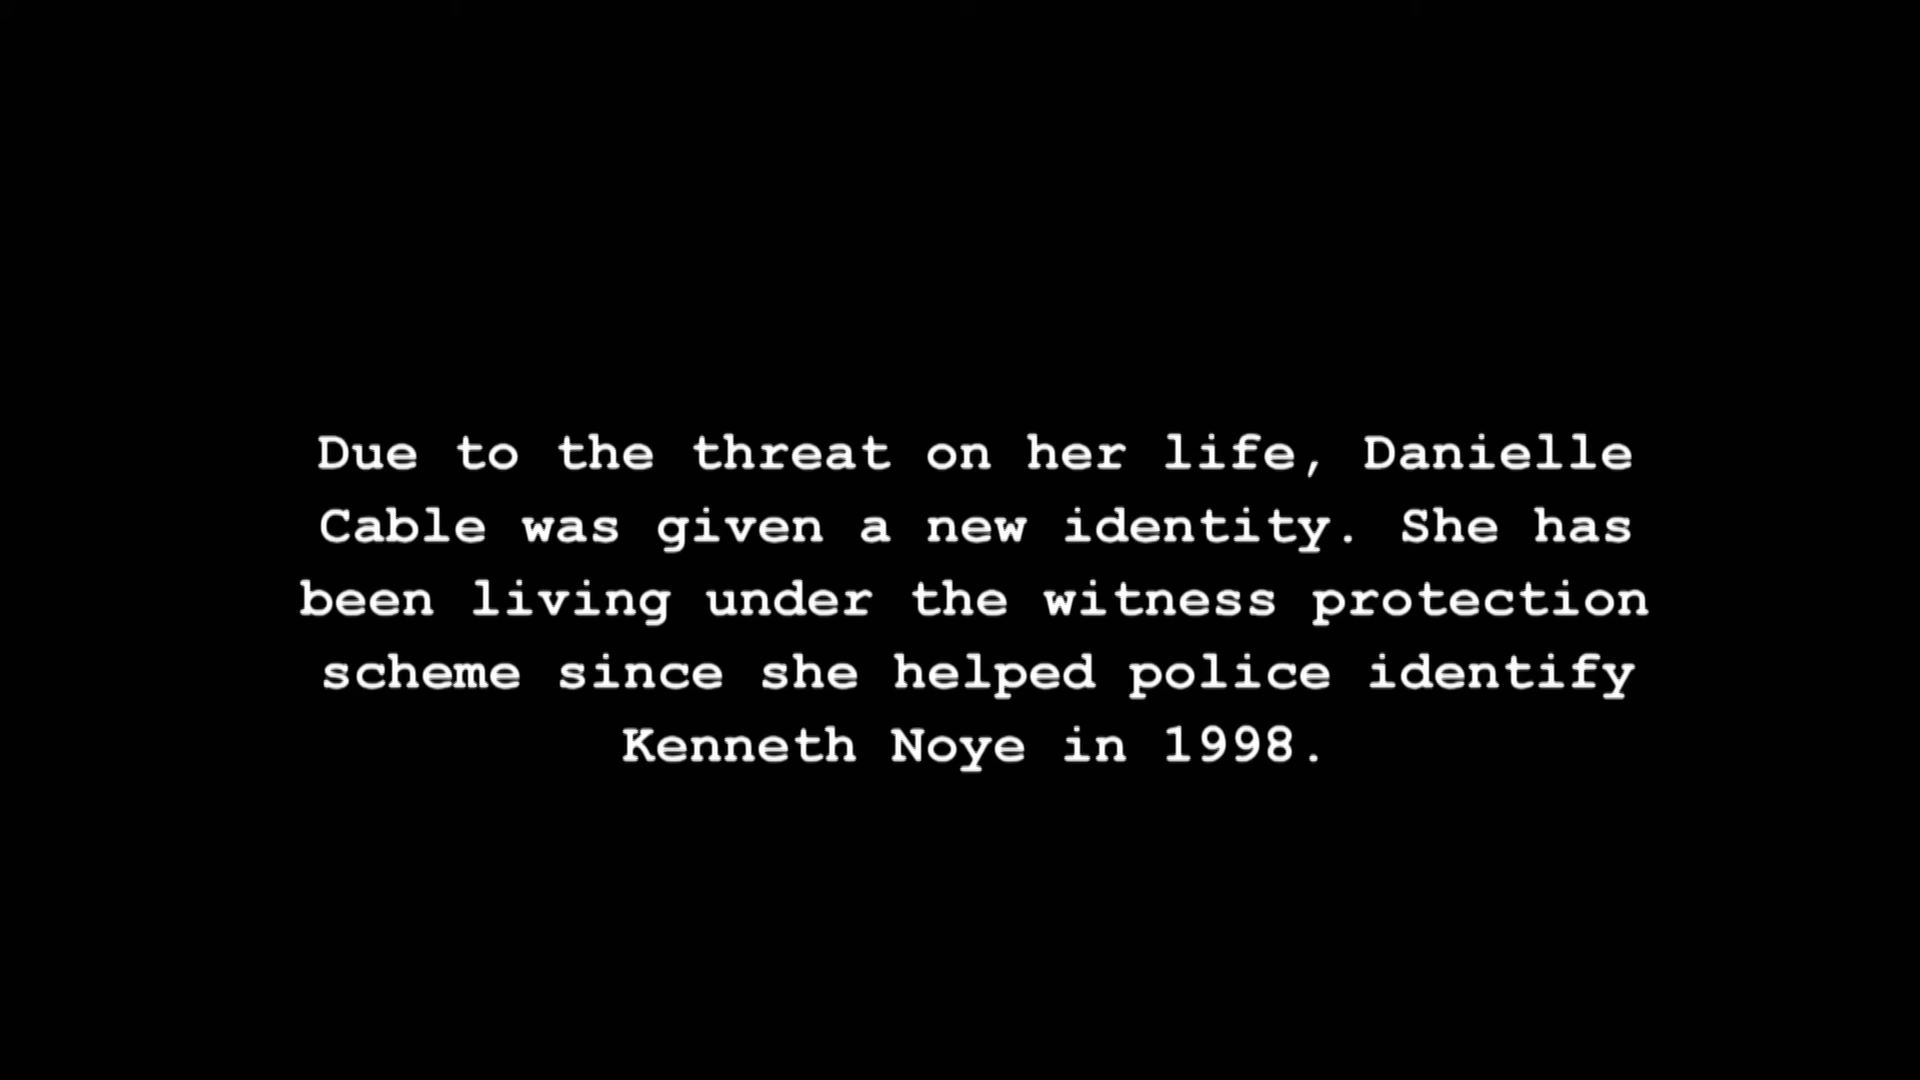 Due to the threat on her life, Danielle
Cable was given a new identity. She has
been living under the witness protection
scheme since she helped police identify
Kenneth Noye in 1998.